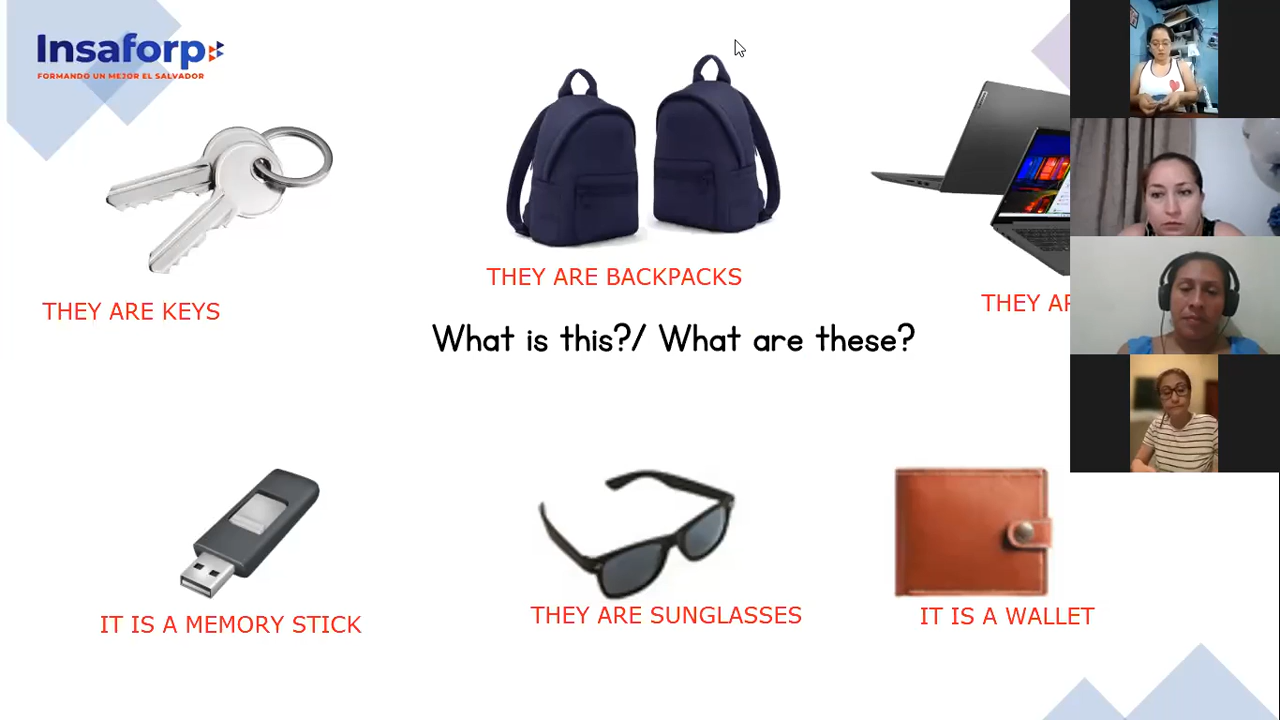 Insaforp
FORMANDO UN MEJOR EL SALVADOR
THEY ARE KEYS
THEY ARE BACKPACKS
THEY
What is this?/ What are these?
IT IS A MEMORY STICK
THEY ARE SUNGLASSES
IT IS A WALLET